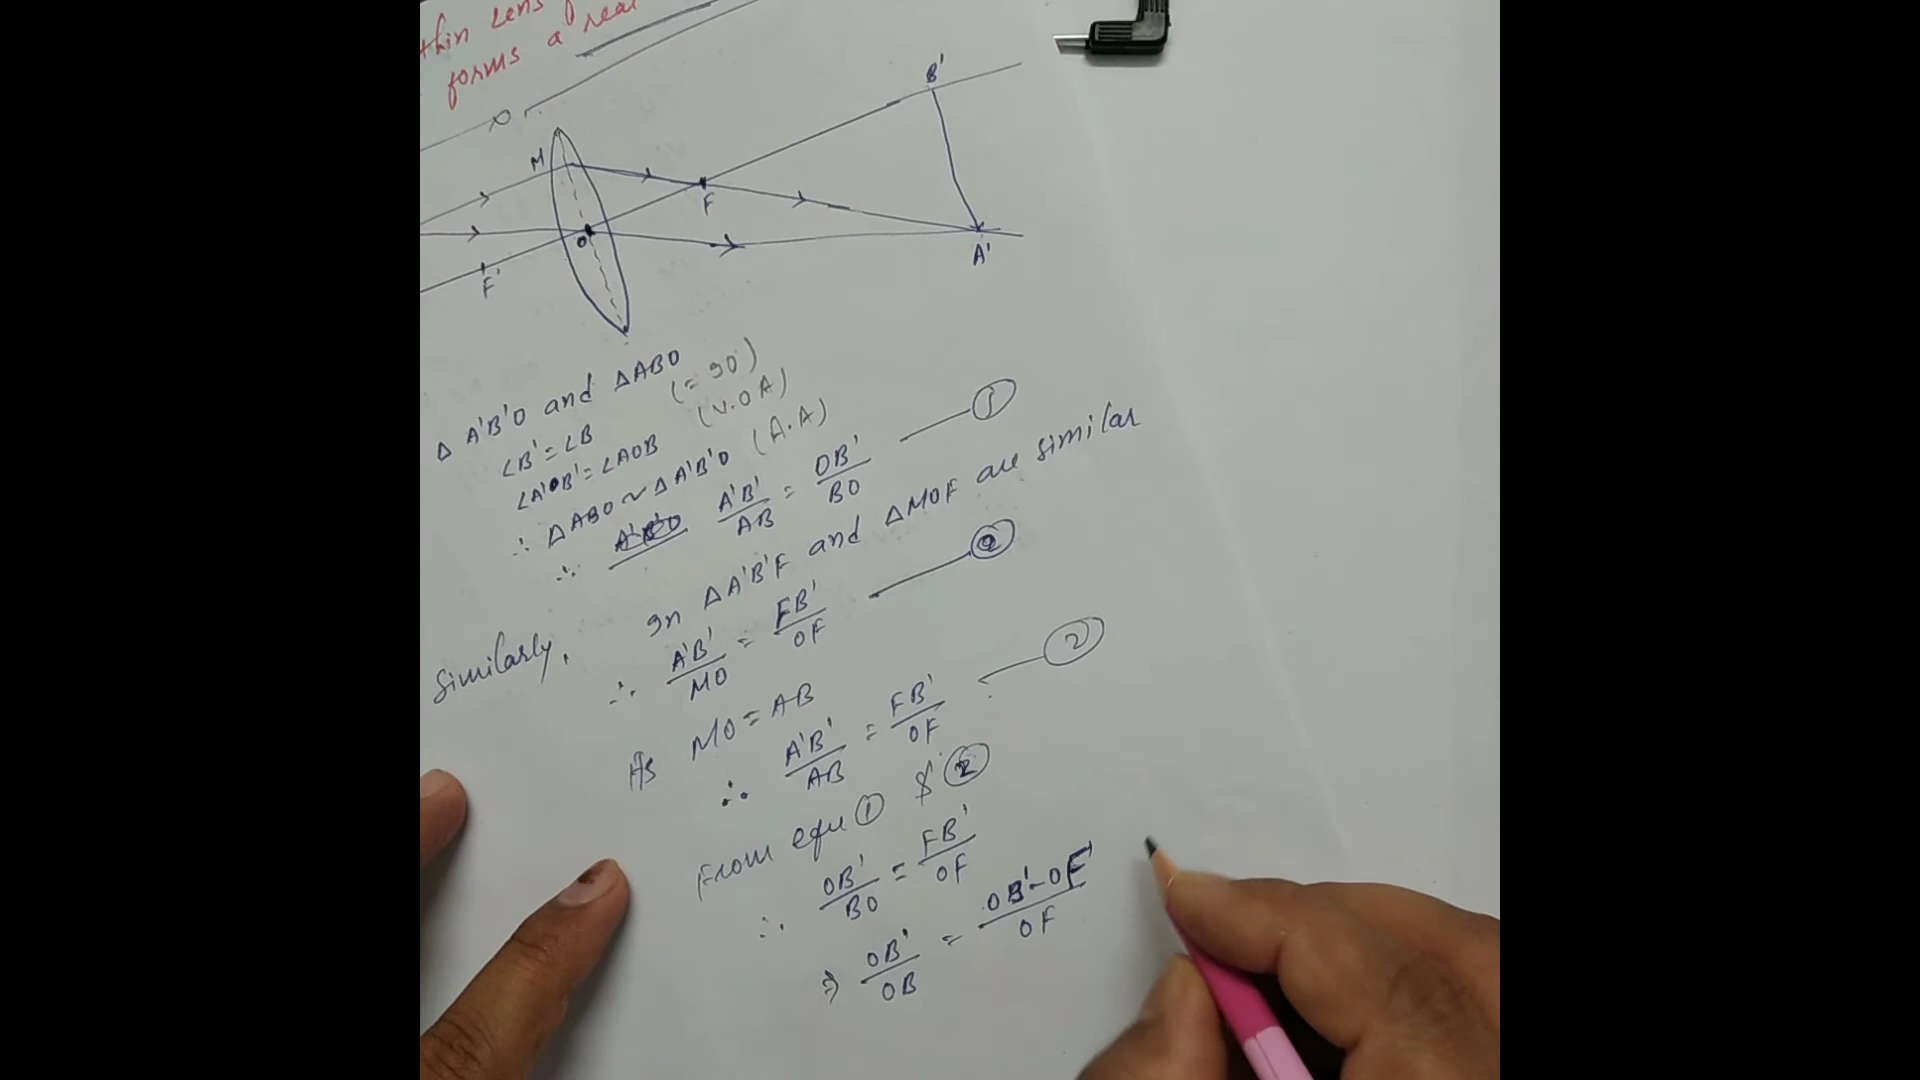 thin Lens
forms a real
B'
M
F
O
F'
A'
Δ A'B'O and ΔABO
∠B' = ∠B (= 90°)
∠A'OB' = ∠AOB (V.O.A)
∴ ΔABO ~ ΔA'B'O (A.A)
∴ A'B'/AB = OB'/BO — 1
Similarly, In ΔA'B'F and ΔMOF are similar
∴ A'B'/MO = FB'/OF — 2
As MO = AB
∴ A'B'/AB = FB'/OF — 2
From equ 1 & 2
∴ OB'/BO = FB'/OF
⇒ OB'/OB = OB'-OF/OF